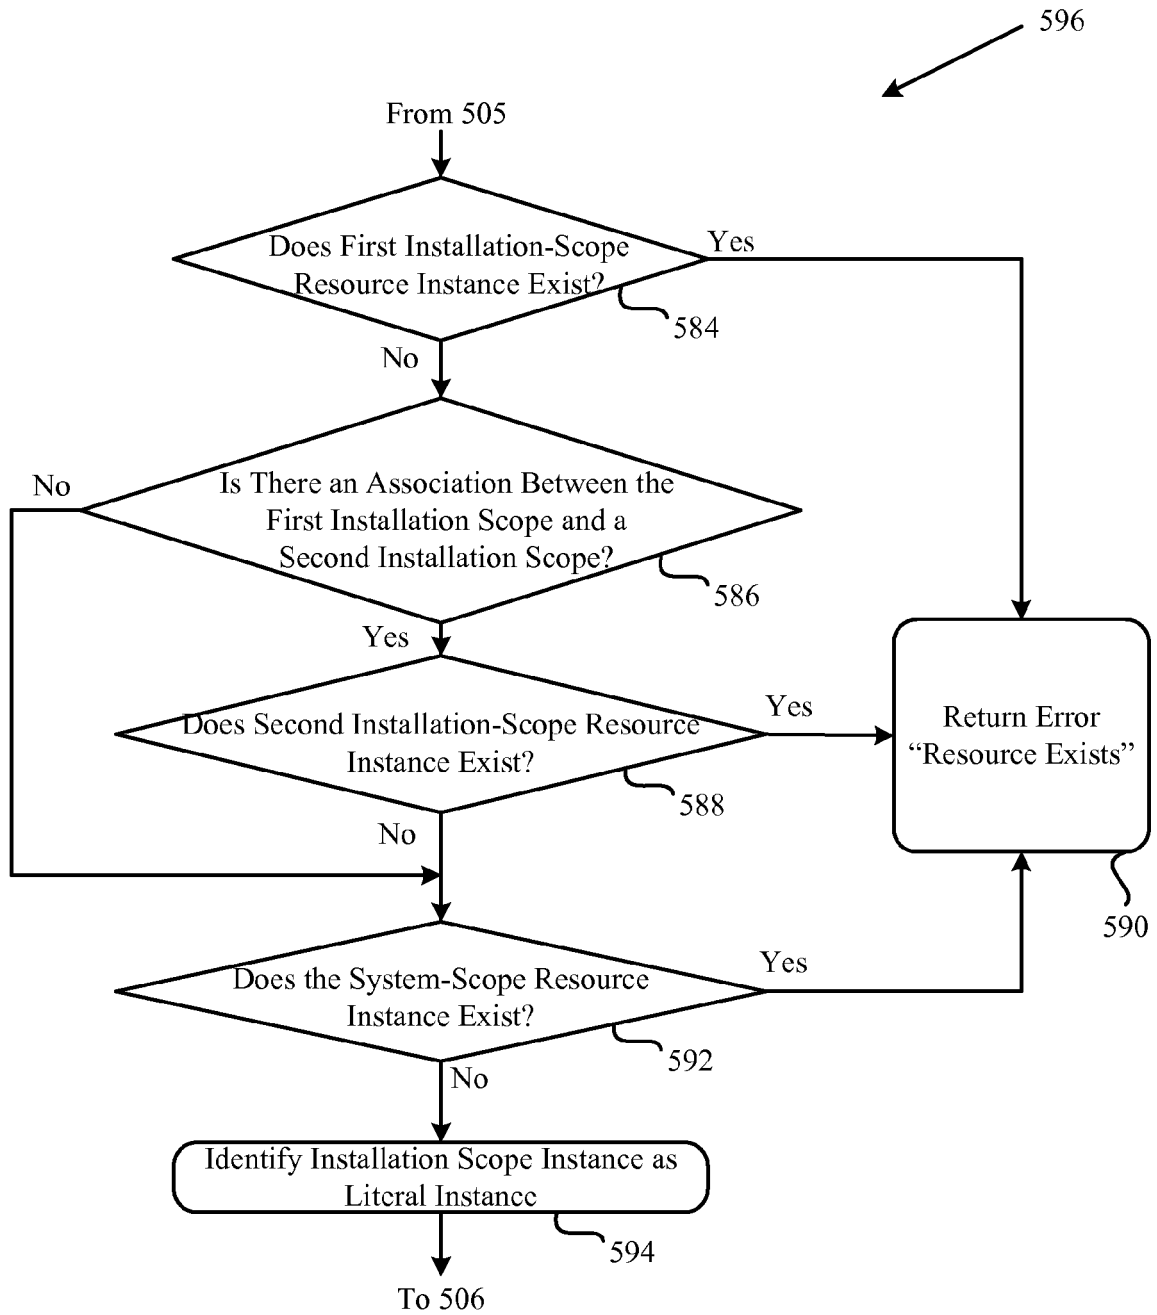 596
From 505
Does First Installation-Scope
Resource Instance Exist?
Yes
584
No
Is There an Association Between the
First Installation Scope and a
Second Installation Scope?
No
586
Yes
Does Second Installation-Scope Resource
Instance Exist?
Yes
588
Return Error
“Resource Exists”
590
No
Does the System-Scope Resource
Instance Exist?
Yes
592
No
Identify Installation Scope Instance as
Literal Instance
594
To 506